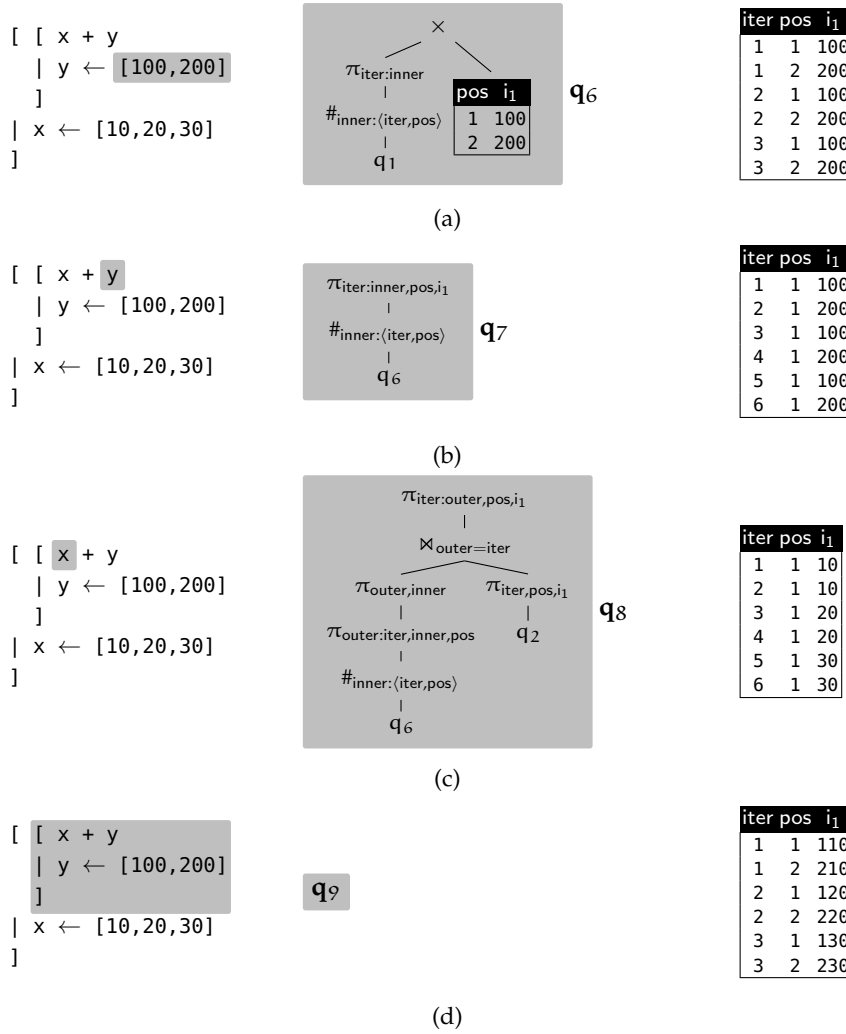 [ [ x + y
| y ← [100,200]
]
| x ← [10,20,30]
]
×
π iter:inner
# inner:⟨iter,pos⟩
q1
pos i1
1 100
2 200
q6
iter pos i1
1 1 100
1 2 200
2 1 100
2 2 200
3 1 100
3 2 200
(a)
[ [ x + y
| y ← [100,200]
]
| x ← [10,20,30]
]
π iter:inner,pos,i1
# inner:⟨iter,pos⟩
q6
q7
iter pos i1
1 1 100
2 1 200
3 1 100
4 1 200
5 1 100
6 1 200
(b)
[ [ x + y
| y ← [100,200]
]
| x ← [10,20,30]
]
π iter:outer,pos,i1
⋈ outer=iter
π outer,inner π iter,pos,i1
π outer:iter,inner,pos q2
# inner:⟨iter,pos⟩
q6
q8
iter pos i1
1 1 10
2 1 10
3 1 20
4 1 20
5 1 30
6 1 30
(c)
[ [ x + y
| y ← [100,200]
]
| x ← [10,20,30]
]
q9
iter pos i1
1 1 110
1 2 210
2 1 120
2 2 220
3 1 130
3 2 230
(d)